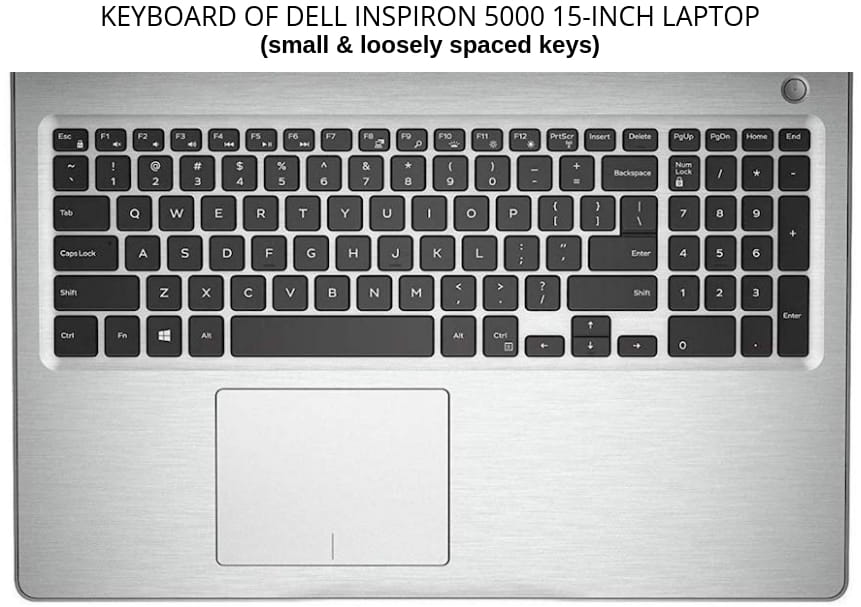 KEYBOARD OF DELL INSPIRON 5000 15-INCH LAPTOP
(small & loosely spaced keys)
Esc F1 F2 F3 F4 F5 F6 F7 F8 F9 F10 F11 F12 PrtScr Insert Delete PgUp PgDn Home End
~ ! @ # $ % ^ & * ( ) _ +
` 1 2 3 4 5 6 7 8 9 0 - = Backspace Num Lock / * -
Tab Q W E R T Y U I O P { [ } ] | \ 7 8 9 +
Caps Lock A S D F G H J K L : ; " , Enter 4 5 6
Shift Z X C V B N M < , > . ? / Shift 1 2 3 Enter
Ctrl Fn Alt Alt Ctrl ← ↑ ↓ → 0 .